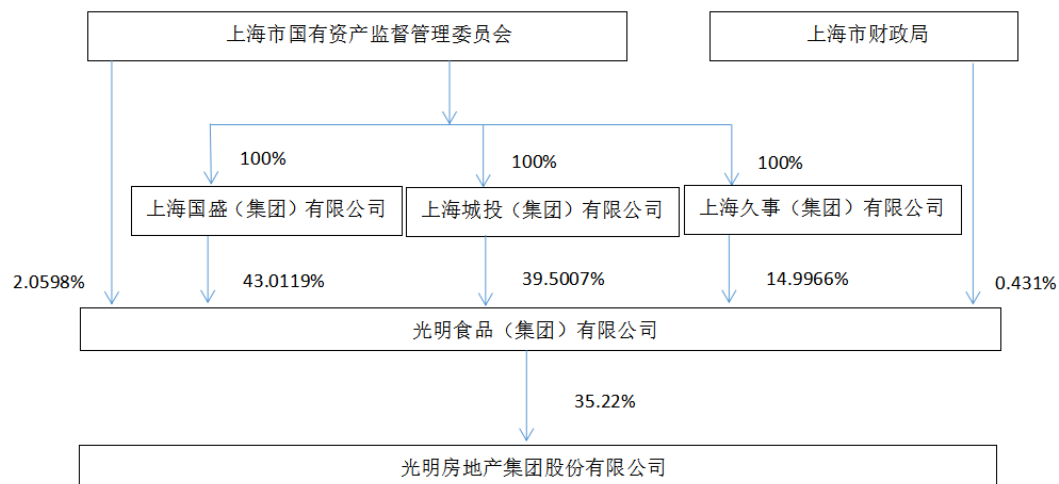 上海市国有资产监督管理委员会
上海市财政局
100%
100%
100%
上海国盛（集团）有限公司
上海城投（集团）有限公司
上海久事（集团）有限公司
2.0598%
43.0119%
39.5007%
14.9966%
0.431%
光明食品（集团）有限公司
35.22%
光明房地产集团股份有限公司